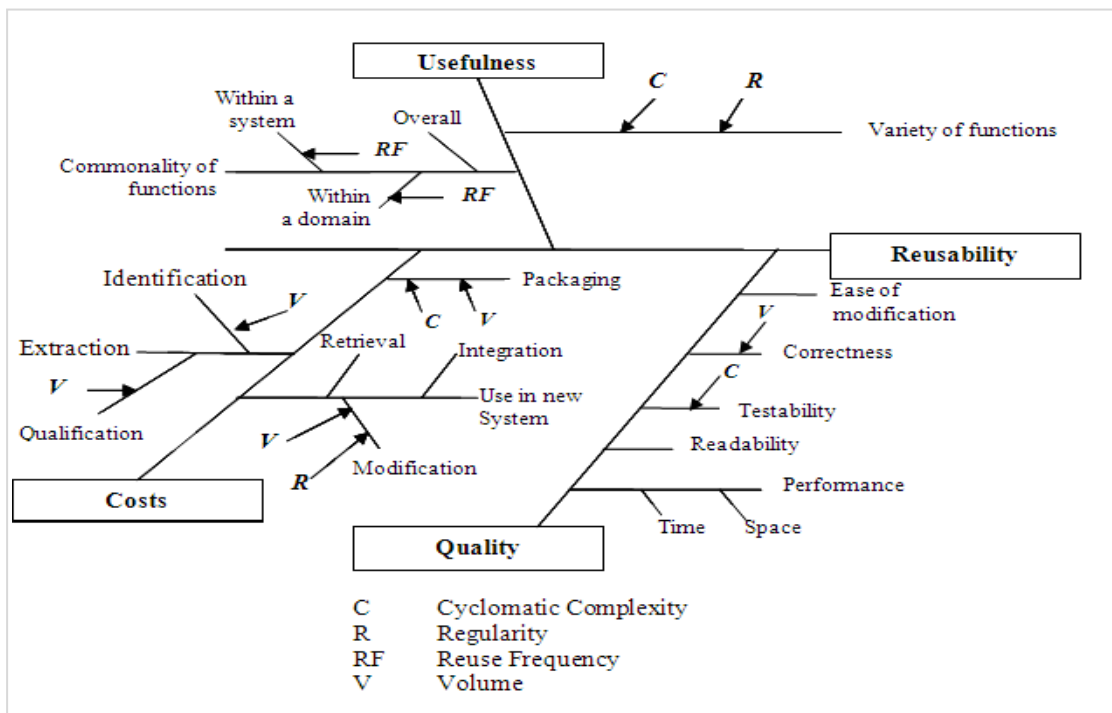 Usefulness
C
R
Within a
system
Overall
Variety of functions
RF
Commonality of
functions
Within
a domain
RF
Reusability
Identification
Packaging
Ease of
modification
V
C
V
V
Extraction
Retrieval
Integration
Correctness
C
V
Use in new
System
Testability
Qualification
V
Readability
Modification
R
Costs
Performance
Time
Space
Quality
C Cyclomatic Complexity
R Regularity
RF Reuse Frequency
V Volume